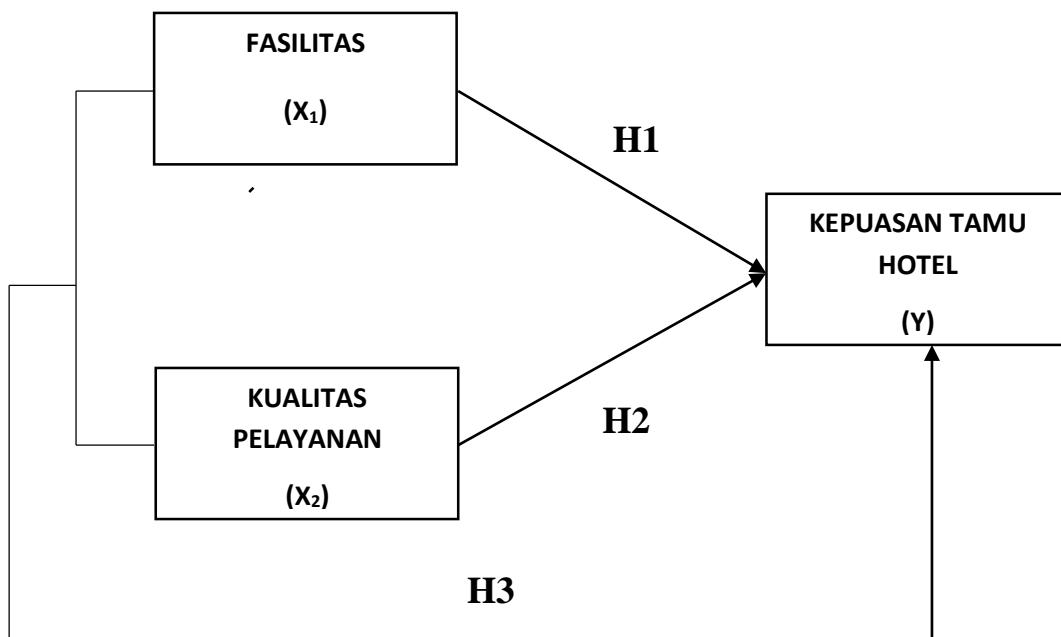 FASILITAS
(X₁)
H1
KEPUASAN TAMU
HOTEL
(Y)
KUALITAS
PELAYANAN
(X₂)
H2
H3